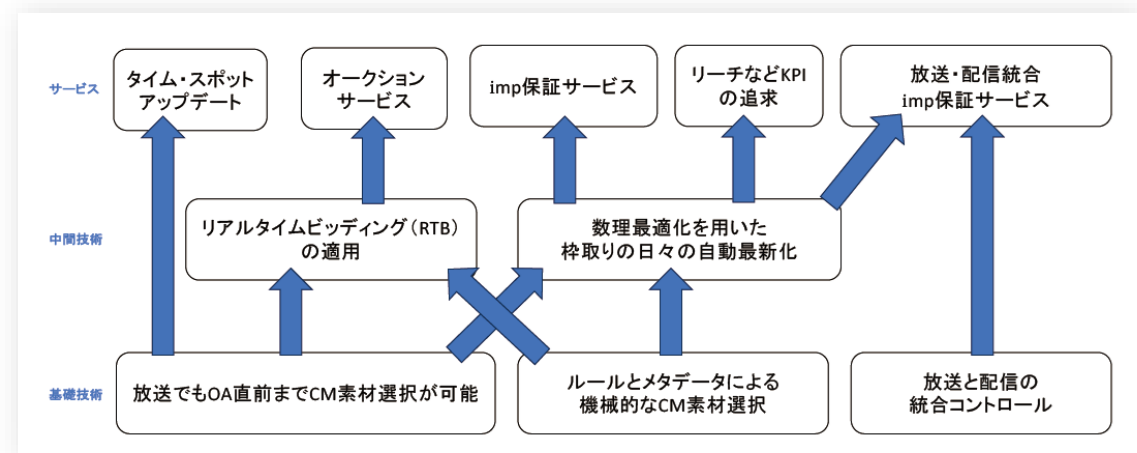 サービス
タイム・スポット
アップデート
オークション
サービス
imp保証サービス
リーチなどKPI
の追求
放送・配信統合
imp保証サービス
中間技術
リアルタイムビッディング（RTB）
の適用
数理最適化を用いた
枠取りの日々の自動最新化
基礎技術
放送でもOA直前までCM素材選択が可能
ルールとメタデータによる
機械的なCM素材選択
放送と配信の
統合コントロール